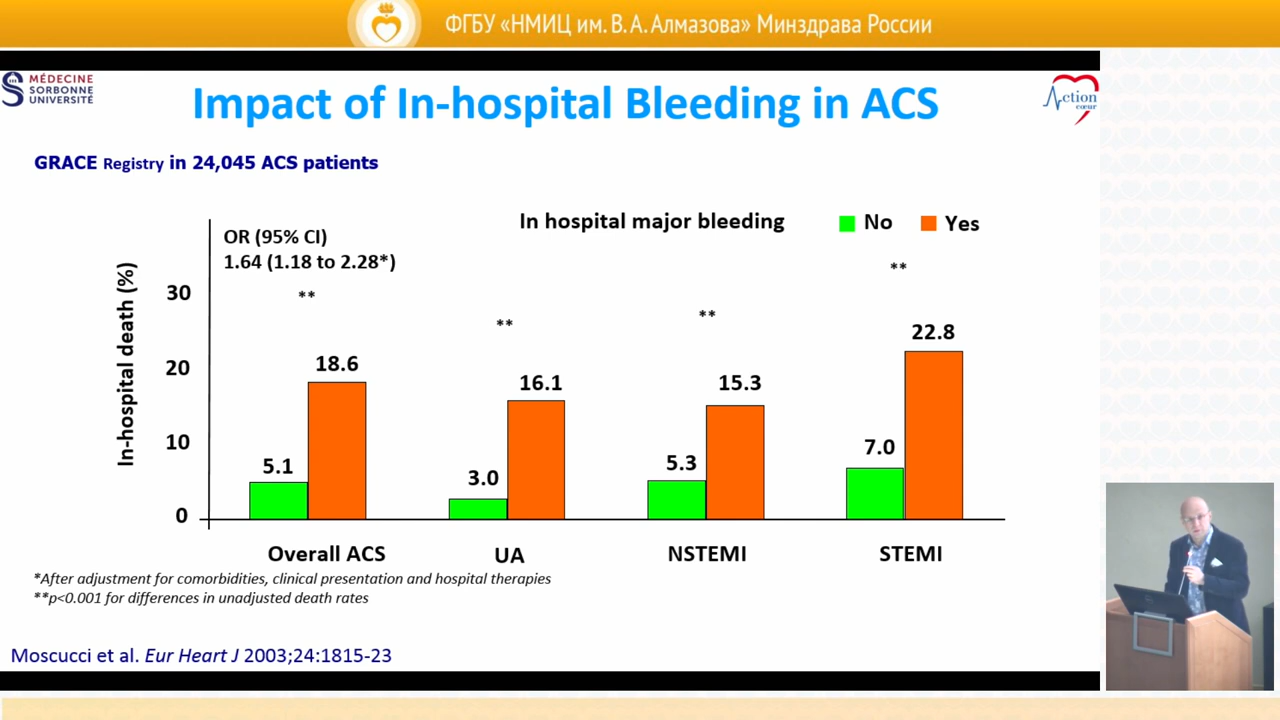 ФГБУ «НМИЦ им. В. А. Алмазова» Минздрава России
MÉDECINE
SORBONNE
UNIVERSITÉ
Impact of In-hospital Bleeding in ACS
Action
cœur
GRACE Registry in 24,045 ACS patients
In hospital major bleeding
No
Yes
OR (95% CI)
1.64 (1.18 to 2.28*)
**
**
**
**
In-hospital death (%)
30
20
10
0
5.1
18.6
3.0
16.1
5.3
15.3
7.0
22.8
Overall ACS
UA
NSTEMI
STEMI
*After adjustment for comorbidities, clinical presentation and hospital therapies
**p<0.001 for differences in unadjusted death rates
Moscucci et al. Eur Heart J 2003;24:1815-23